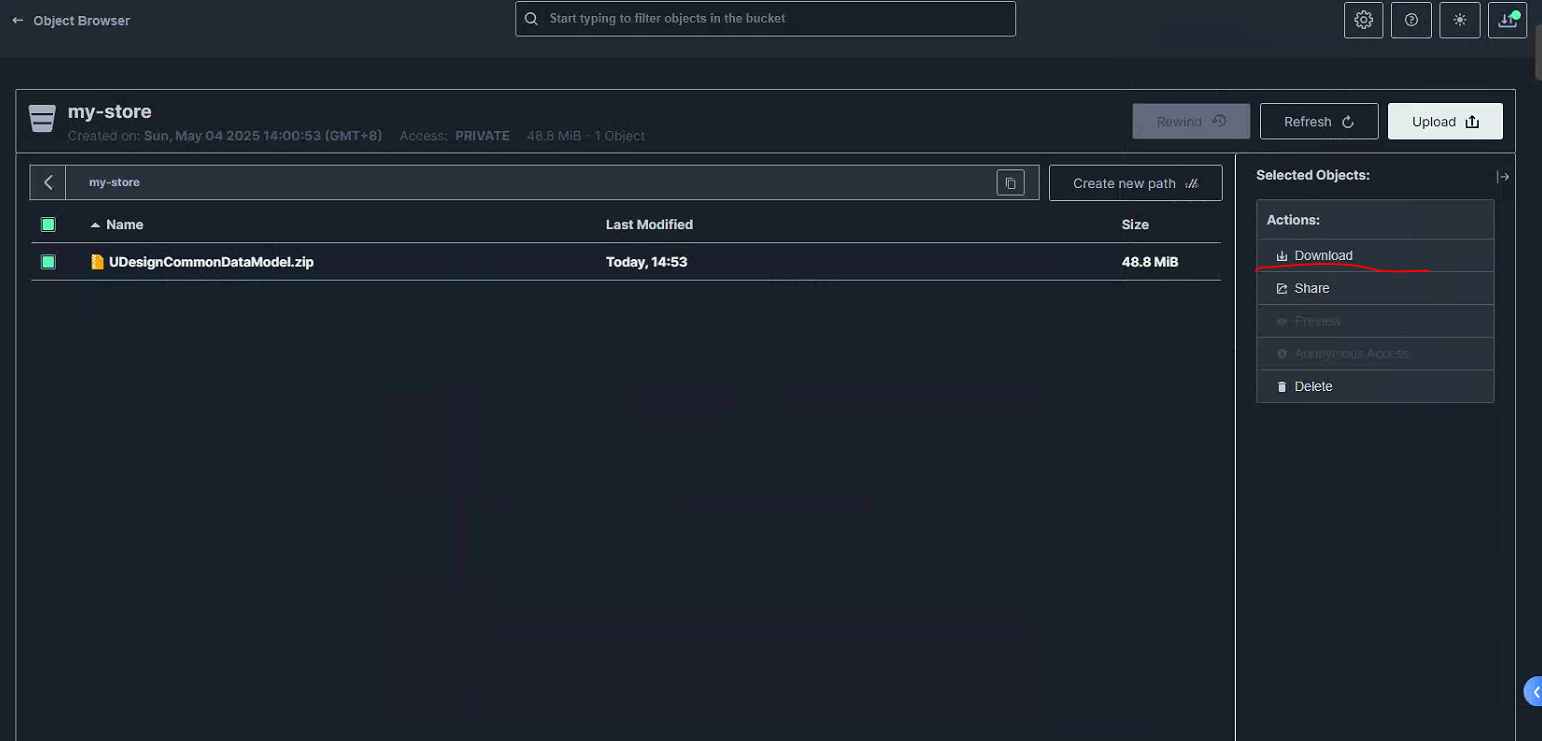 Object Browser
Start typing to filter objects in the bucket
my-store
Created on: Sun, May 04 2025 14:00:53 (GMT+8) Access: PRIVATE 48.8 MiB - 1 Object
Rewind
Refresh
Upload
my-store
Create new path
Selected Objects:
Name Last Modified Size
UDesignCommonDataModel.zip Today, 14:53 48.8 MiB
Actions:
Download
Share
Preview
Anonymous Access
Delete